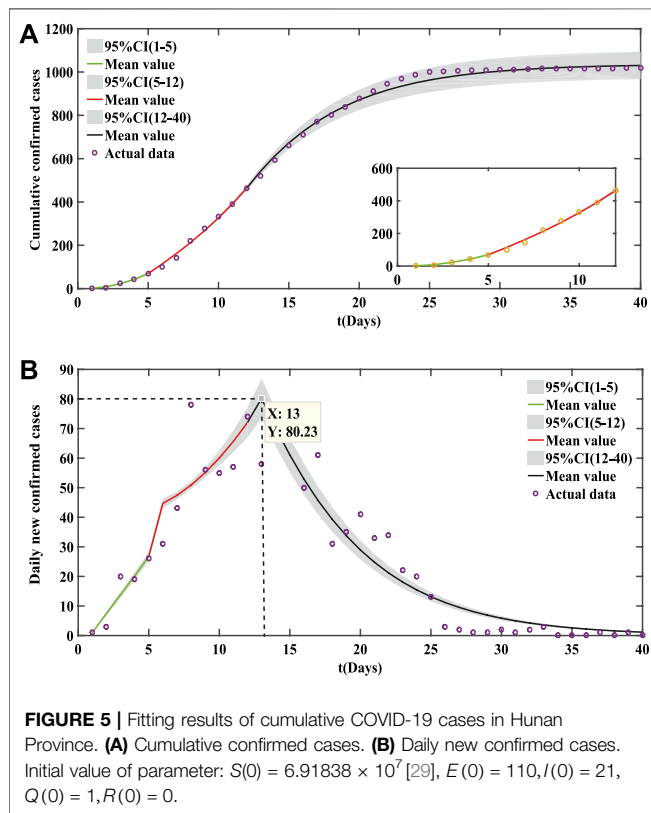 A
95%CI(1-5)
Mean value
95%CI(5-12)
Mean value
95%CI(12-40)
Mean value
Actual data
Cumulative confirmed cases
1200
1000
800
600
400
200
0
600
400
200
0
0 5 10
0 5 10 15 20 25 30 35 40
t(Days)
B
90
80
70
60
50
40
30
20
10
0
Daily new confirmed cases
X: 13
Y: 80.23
95%CI(1-5)
Mean value
95%CI(5-12)
Mean value
95%CI(12-40)
Mean value
Actual data
0 5 10 15 20 25 30 35 40
t(Days)
FIGURE 5 | Fitting results of cumulative COVID-19 cases in Hunan
Province. (A) Cumulative confirmed cases. (B) Daily new confirmed cases.
Initial value of parameter: S(0) = 6.91838 × 10⁷ [29], E(0) = 110, I(0) = 21,
Q(0) = 1, R(0) = 0.